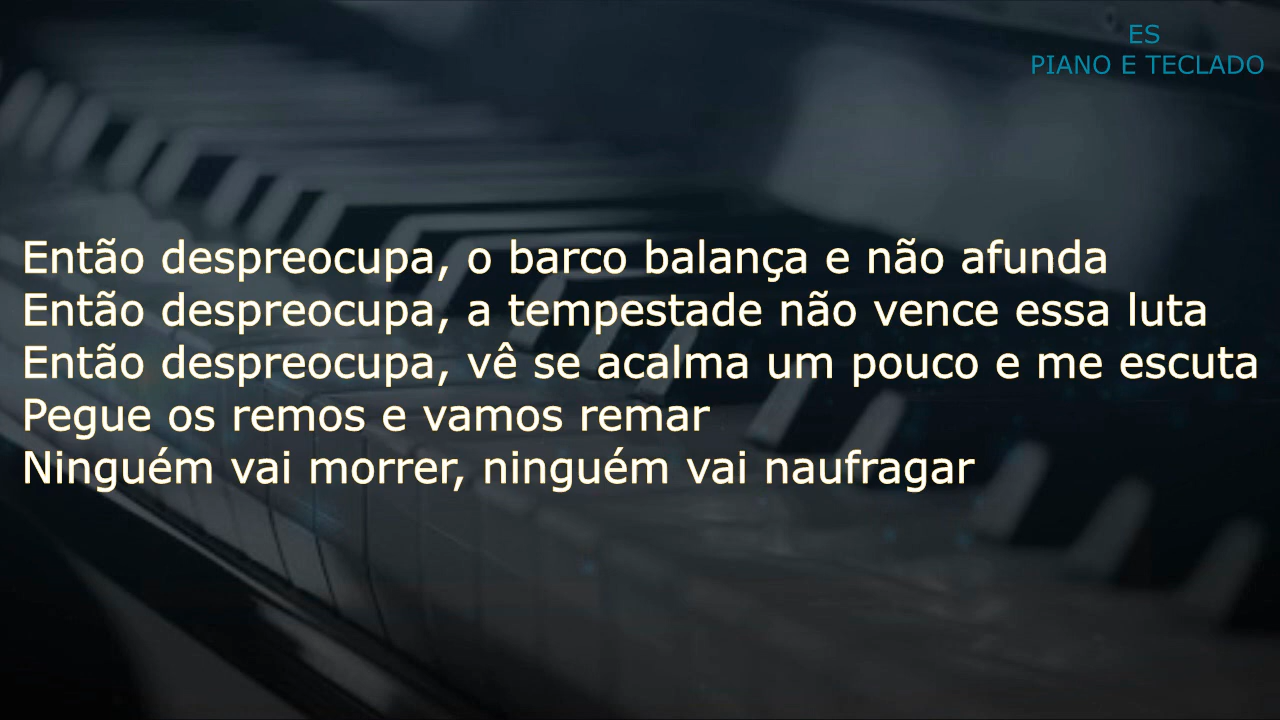 ES
PIANO E TECLADO
Então despreocupa, o barco balança e não afunda
Então despreocupa, a tempestade não vence essa luta
Então despreocupa, vê se acalma um pouco e me escuta
Pegue os remos e vamos remar
Ninguém vai morrer, ninguém vai naufragar